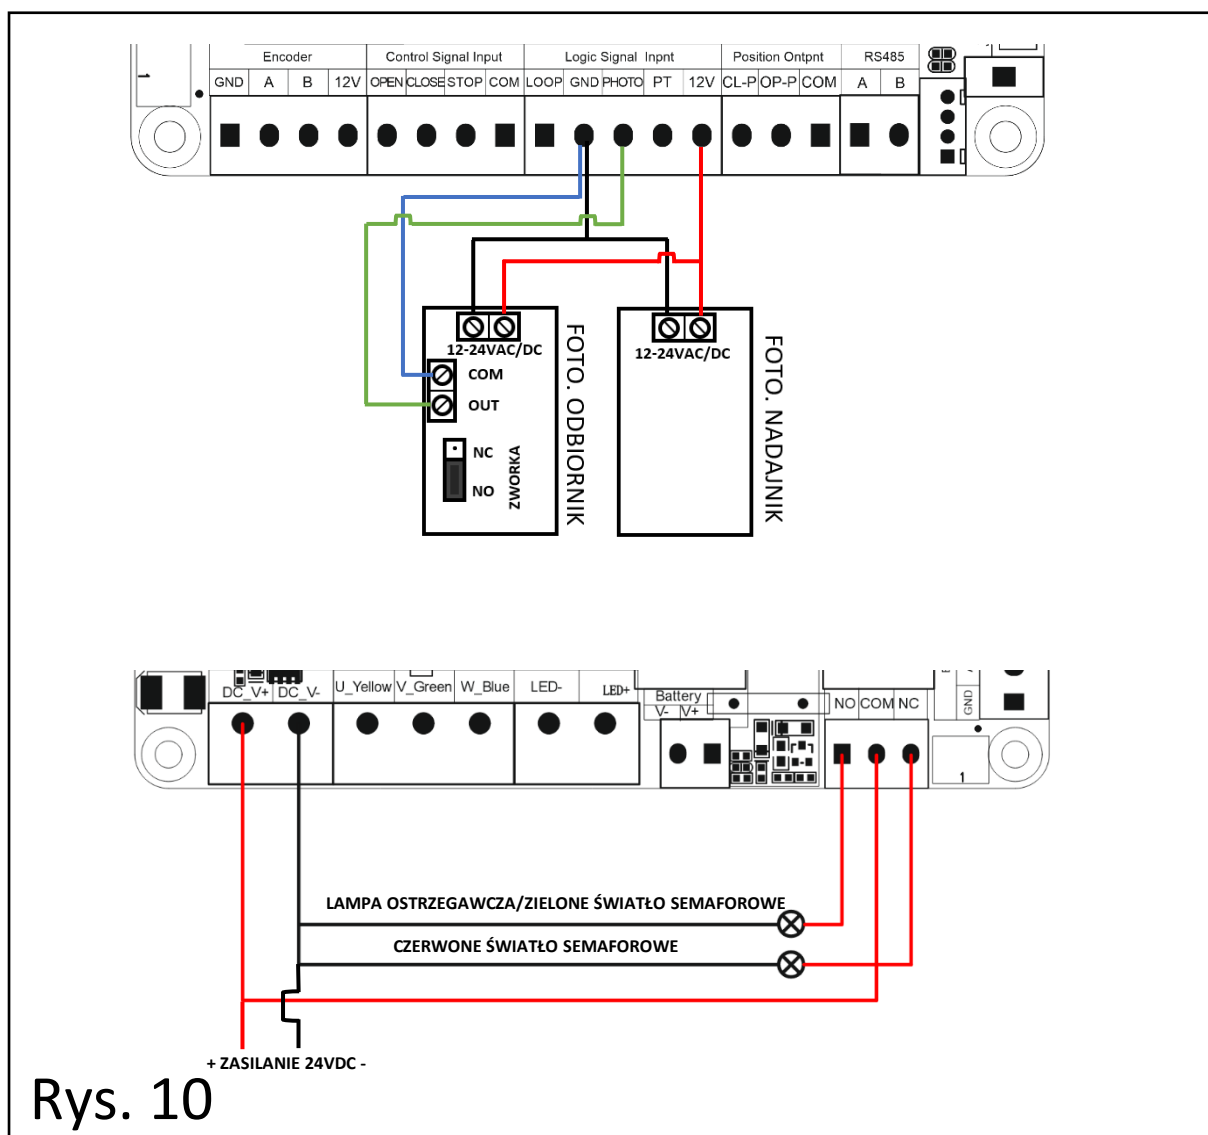 Encoder Control Signal Input Logic Signal Inpnt Position Ontpnt RS485
GND A B 12V OPEN CLOSE STOP COM LOOP GND PHOTO PT 12V CL-P OP-P COM A B
1
12-24VAC/DC
COM
OUT
NC
NO
ZWORKA
FOTO. ODBIORNIK
12-24VAC/DC
FOTO. NADAJNIK
DC_V+ DC_V- U_Yellow V_Green W_Blue LED- LED+
Battery
V- V+
NO COM NC
GND
1
LAMPA OSTRZEGAWCZA/ZIELONE ŚWIATŁO SEMAFOROWE
CZERWONE ŚWIATŁO SEMAFOROWE
+ ZASILANIE 24VDC -
Rys. 10